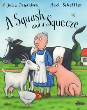 Julia Donaldson Axel Scheffler
A Squash
and a Squeeze